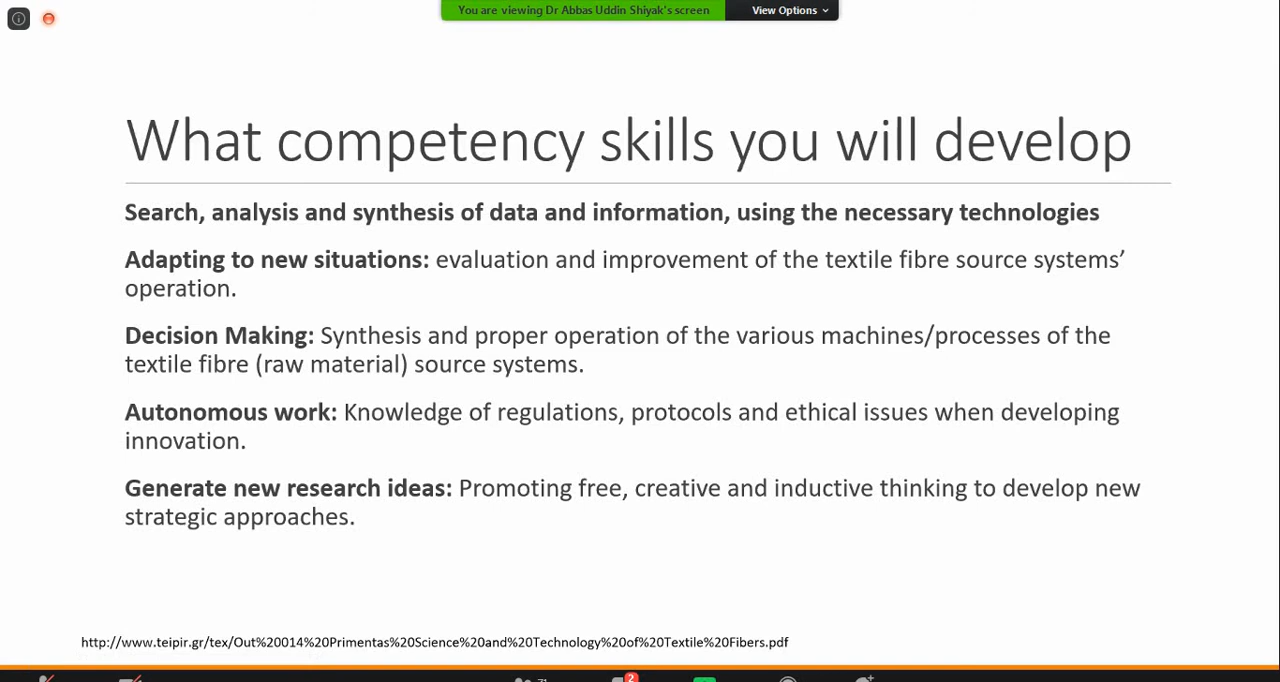 You are viewing Dr Abbas Uddin Shiyak's screen
View Options
What competency skills you will develop
Search, analysis and synthesis of data and information, using the necessary technologies
Adapting to new situations: evaluation and improvement of the textile fibre source systems’
operation.
Decision Making: Synthesis and proper operation of the various machines/processes of the
textile fibre (raw material) source systems.
Autonomous work: Knowledge of regulations, protocols and ethical issues when developing
innovation.
Generate new research ideas: Promoting free, creative and inductive thinking to develop new
strategic approaches.
http://www.teipir.gr/tex/Out%20014%20Primentas%20Science%20and%20Technology%20of%20Textile%20Fibers.pdf
2